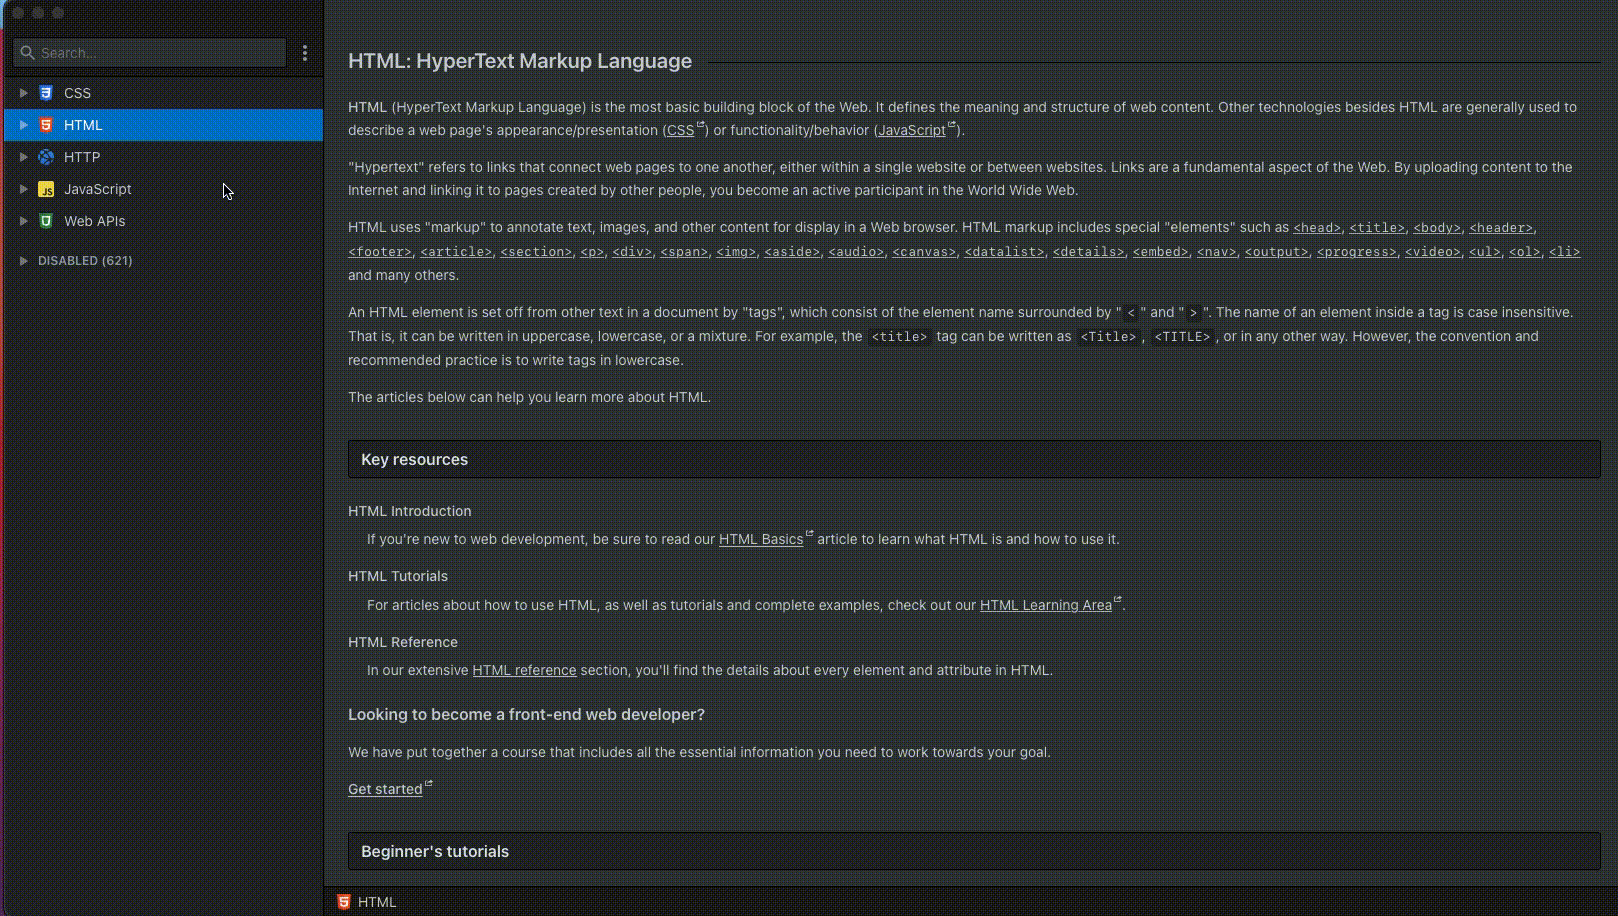 Search...
CSS
HTML
HTTP
JS JavaScript
Web APIs
DISABLED (621)
HTML: HyperText Markup Language
HTML (HyperText Markup Language) is the most basic building block of the Web. It defines the meaning and structure of web content. Other technologies besides HTML are generally used to
describe a web page's appearance/presentation (CSS) or functionality/behavior (JavaScript).
"Hypertext" refers to links that connect web pages to one another, either within a single website or between websites. Links are a fundamental aspect of the Web. By uploading content to the
Internet and linking it to pages created by other people, you become an active participant in the World Wide Web.
HTML uses "markup" to annotate text, images, and other content for display in a Web browser. HTML markup includes special "elements" such as <head>, <title>, <body>, <header>,
<footer>, <article>, <section>, <p>, <div>, <span>, <img>, <aside>, <audio>, <canvas>, <datalist>, <details>, <embed>, <nav>, <output>, <progress>, <video>, <ul>, <ol>, <li>
and many others.
An HTML element is set off from other text in a document by "tags", which consist of the element name surrounded by "<" and ">". The name of an element inside a tag is case insensitive.
That is, it can be written in uppercase, lowercase, or a mixture. For example, the <title> tag can be written as <Title>, <TITLE>, or in any other way. However, the convention and
recommended practice is to write tags in lowercase.
The articles below can help you learn more about HTML.
Key resources
HTML Introduction
If you're new to web development, be sure to read our HTML Basics article to learn what HTML is and how to use it.
HTML Tutorials
For articles about how to use HTML, as well as tutorials and complete examples, check out our HTML Learning Area.
HTML Reference
In our extensive HTML reference section, you'll find the details about every element and attribute in HTML.
Looking to become a front-end web developer?
We have put together a course that includes all the essential information you need to work towards your goal.
Get started
Beginner's tutorials
HTML